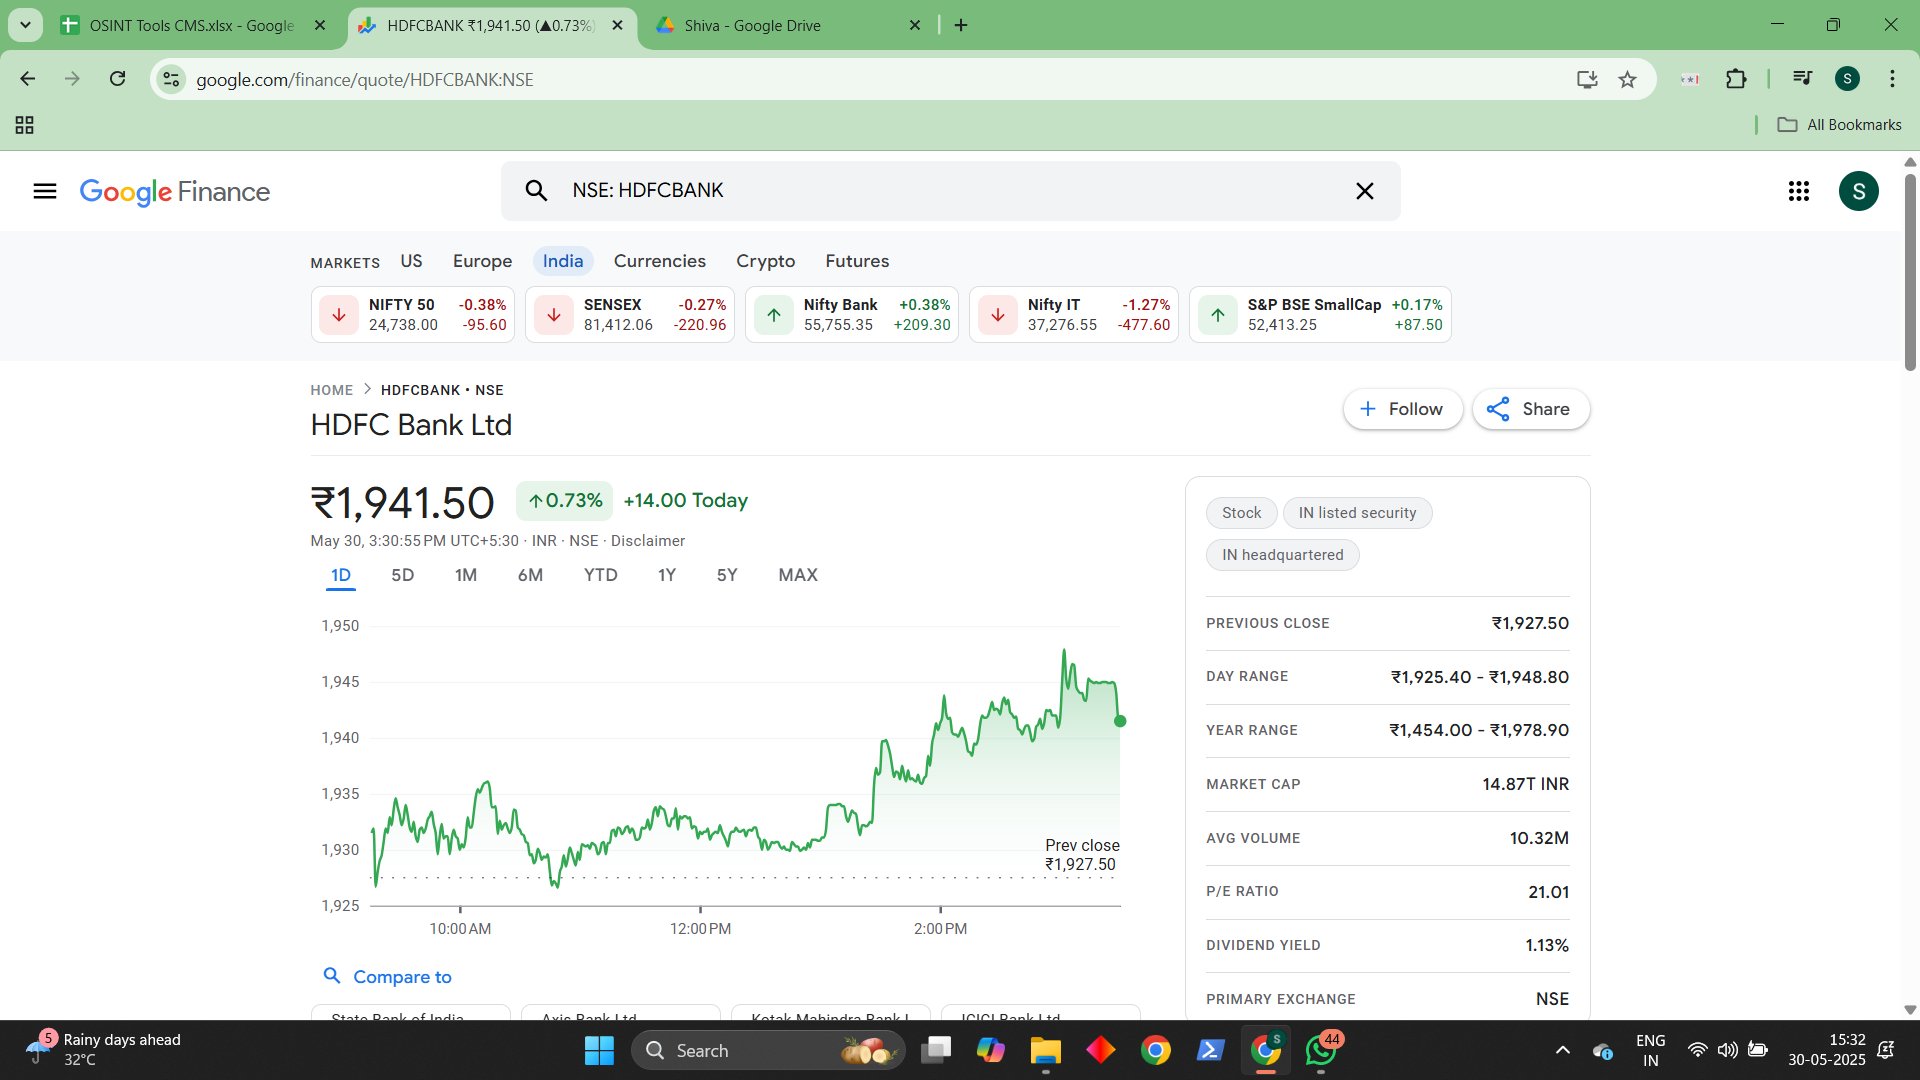 OSINT Tools CMS.xlsx - Google
HDFCBANK ₹1,941.50 (▲0.73%)
Shiva - Google Drive
google.com/finance/quote/HDFCBANK:NSE
S
All Bookmarks
Google Finance
NSE: HDFCBANK
S
MARKETS US Europe India Currencies Crypto Futures
NIFTY 50 -0.38%
24,738.00 -95.60
SENSEX -0.27%
81,412.06 -220.96
Nifty Bank +0.38%
55,755.35 +209.30
Nifty IT -1.27%
37,276.55 -477.60
S&P BSE SmallCap +0.17%
52,413.25 +87.50
HOME > HDFCBANK • NSE
HDFC Bank Ltd
Follow
Share
₹1,941.50 ↑0.73% +14.00 Today
May 30, 3:30:55 PM UTC+5:30 · INR · NSE · Disclaimer
1D 5D 1M 6M YTD 1Y 5Y MAX
1,950
1,945
1,940
1,935
1,930
1,925
Prev close
₹1,927.50
10:00 AM 12:00 PM 2:00 PM
Compare to
State Bank of India
Axis Bank Ltd
Kotak Mahindra Bank L
ICICI Bank Ltd
Stock
IN listed security
IN headquartered
PREVIOUS CLOSE ₹1,927.50
DAY RANGE ₹1,925.40 - ₹1,948.80
YEAR RANGE ₹1,454.00 - ₹1,978.90
MARKET CAP 14.87T INR
AVG VOLUME 10.32M
P/E RATIO 21.01
DIVIDEND YIELD 1.13%
PRIMARY EXCHANGE NSE
5
Rainy days ahead
32°C
Search
S
44
ENG
IN
15:32
30-05-2025